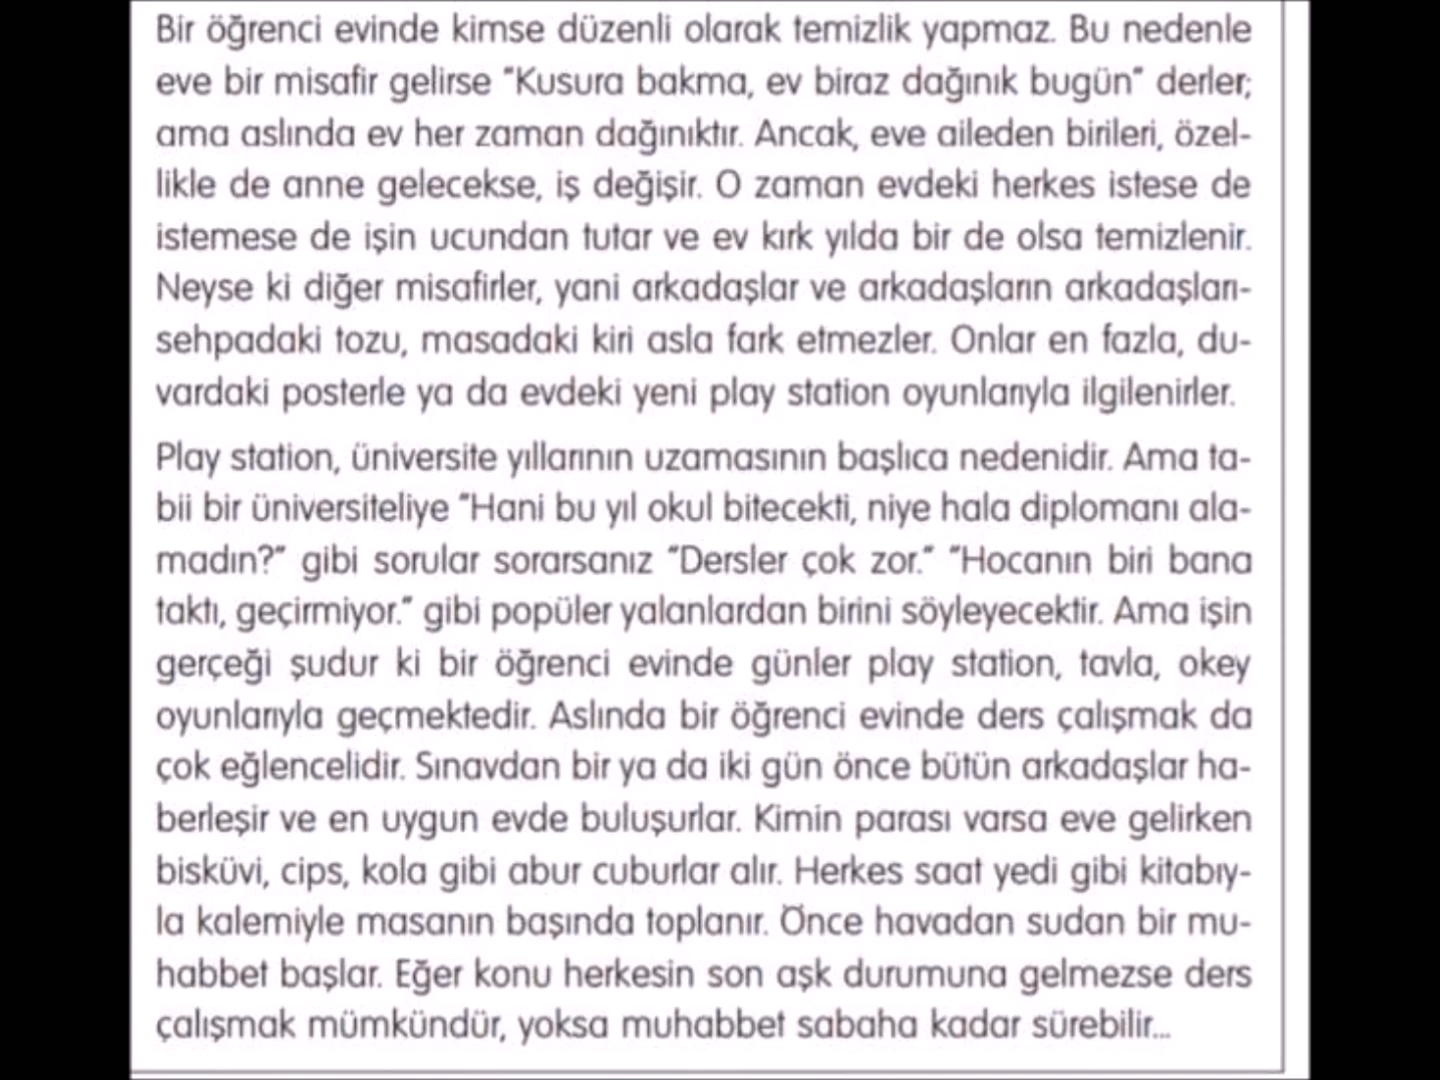 Bir öğrenci evinde kimse düzenli olarak temizlik yapmaz. Bu nedenle
eve bir misafir gelirse "Kusura bakma, ev biraz dağınık bugün" derler;
ama aslında ev her zaman dağınıktır. Ancak, eve aileden birileri, özel-
likle de anne gelecekse, iş değişir. O zaman evdeki herkes istese de
istemese de işin ucundan tutar ve ev kırk yılda bir de olsa temizlenir.
Neyse ki diğer misafirler, yani arkadaşlar ve arkadaşların arkadaşları-
sehpadaki tozu, masadaki kiri asla fark etmezler. Onlar en fazla, du-
vardaki posterle ya da evdeki yeni play station oyunlarıyla ilgilenirler.
Play station, üniversite yıllarının uzamasının başlıca nedenidir. Ama ta-
bii bir üniversiteliye "Hani bu yıl okul bitecekti, niye hala diplomanı ala-
madın?" gibi sorular sorarsanız "Dersler çok zor." "Hocanın biri bana
taktı, geçirmiyor." gibi popüler yalanlardan birini söyleyecektir. Ama işin
gerçeği şudur ki bir öğrenci evinde günler play station, tavla, okey
oyunlarıyla geçmektedir. Aslında bir öğrenci evinde ders çalışmak da
çok eğlencelidir. Sınavdan bir ya da iki gün önce bütün arkadaşlar ha-
berleşir ve en uygun evde buluşurlar. Kimin parası varsa eve gelirken
bisküvi, cips, kola gibi abur cuburlar alır. Herkes saat yedi gibi kitabıy-
la kalemiyle masanın başında toplanır. Önce havadan sudan bir mu-
habbet başlar. Eğer konu herkesin son aşk durumuna gelmezse ders
çalışmak mümkündür, yoksa muhabbet sabaha kadar sürebilir...